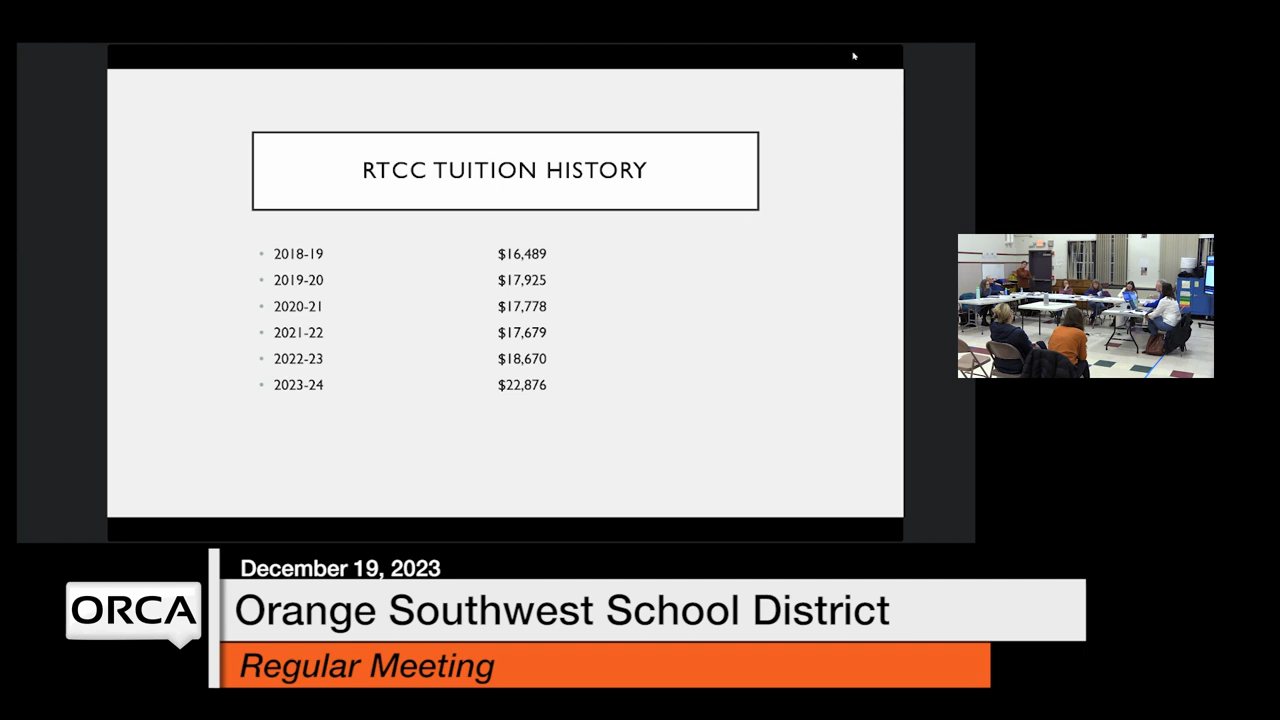 RTCC TUITION HISTORY
• 2018-19 $16,489
• 2019-20 $17,925
• 2020-21 $17,778
• 2021-22 $17,679
• 2022-23 $18,670
• 2023-24 $22,876
December 19, 2023
ORCA
Orange Southwest School District
Regular Meeting